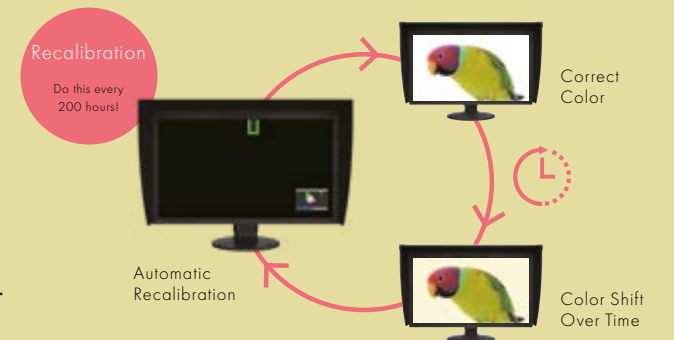 Recalibration
Do this every
200 hours!
Correct
Color
Automatic
Recalibration
Color Shift
Over Time